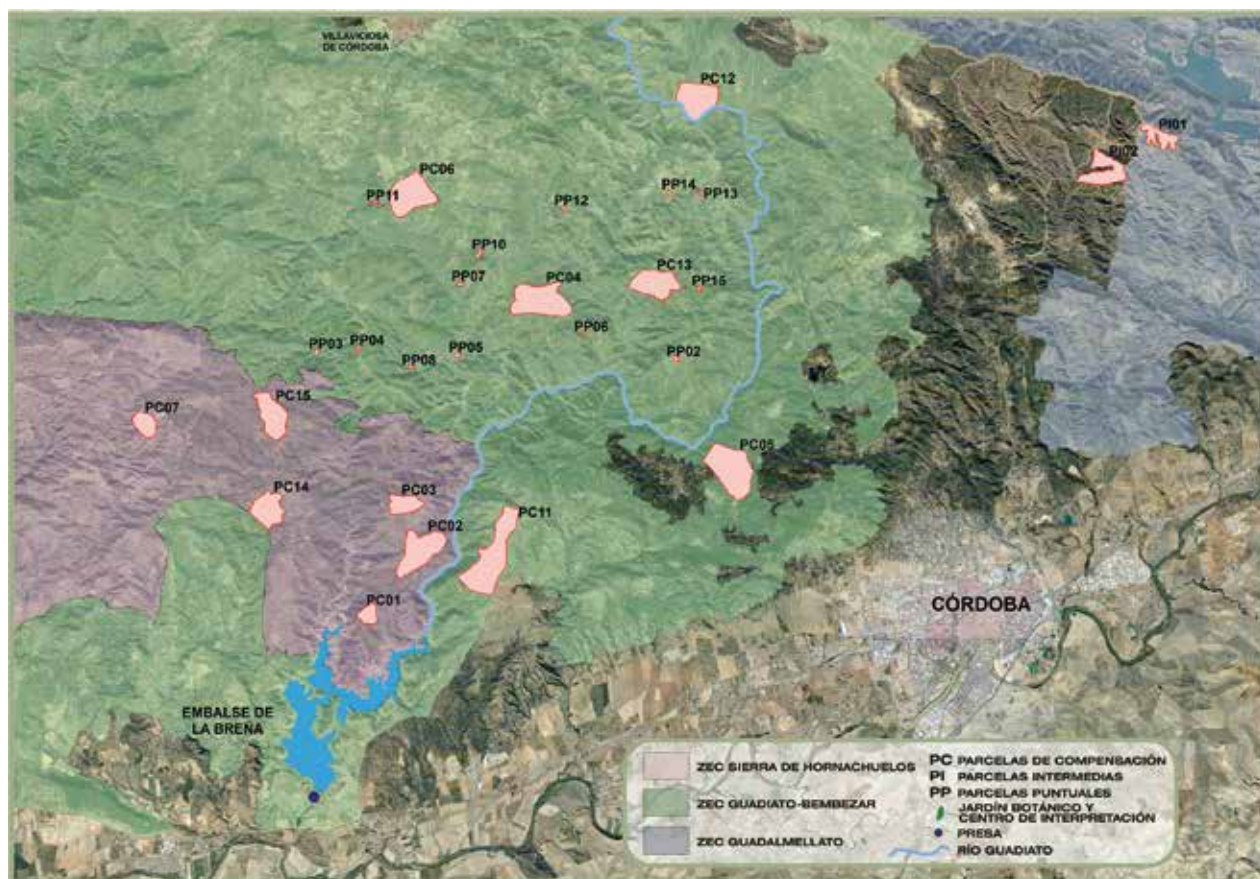 VILLAVICIOSA
DE CÓRDOBA
PC12
PI01
PI02
PC06
PP11
PP14
PP13
PP12
PP10
PP07
PC04
PC13
PP15
PP06
PP03
PP04
PP05
PP08
PP02
PC07
PC15
PC05
PC14
PC03
PC11
PC02
PC01
CÓRDOBA
EMBALSE DE
LA BREÑA
ZEC SIERRA DE HORNACHUELOS
ZEC GUADIATO-BEMBEZAR
ZEC GUADALMELLATO
PC PARCELAS DE COMPENSACIÓN
PI PARCELAS INTERMEDIAS
PP PARCELAS PUNTUALES
JARDÍN BOTÁNICO Y
CENTRO DE INTERPRETACIÓN
PRESA
RÍO GUADIATO